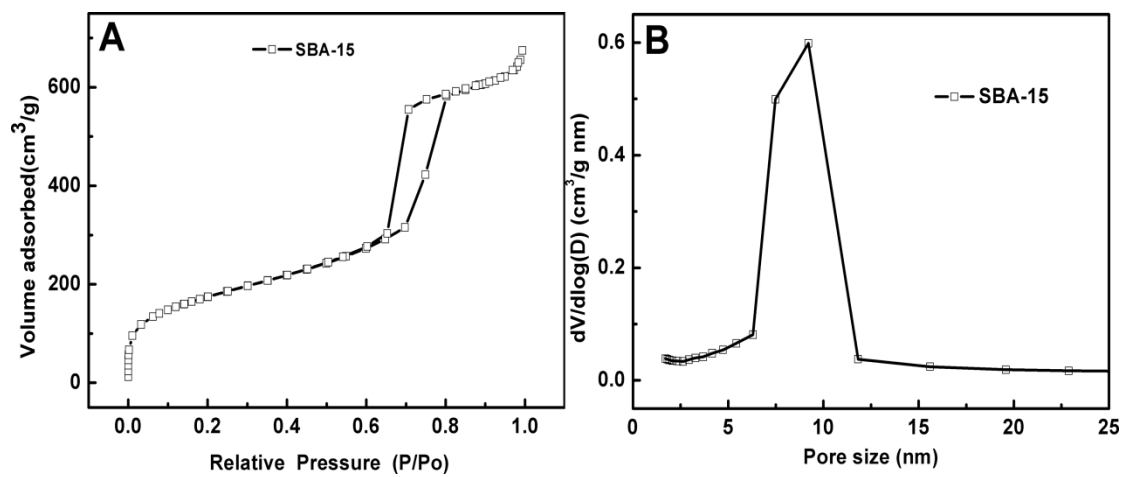 A
SBA-15
600
400
200
0
Volume adsorbed(cm³/g)
0.0 0.2 0.4 0.6 0.8 1.0
Relative Pressure (P/Po)
B
SBA-15
0.6
0.4
0.2
0.0
dV/dlog(D) (cm³/g nm)
0 5 10 15 20 25
Pore size (nm)